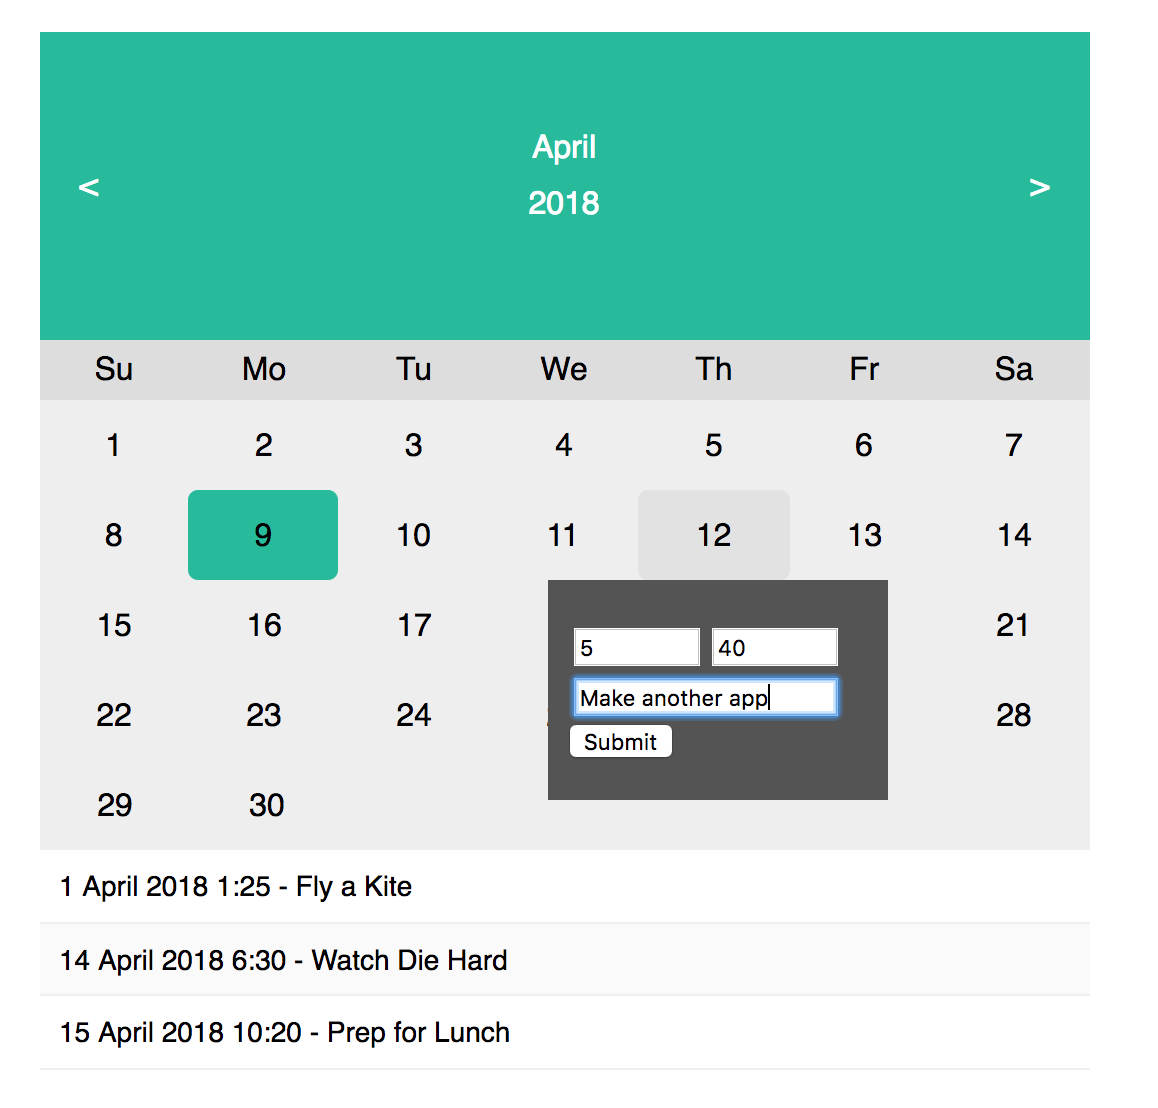 April
< >
2018
Su Mo Tu We Th Fr Sa
1 2 3 4 5 6 7
8 9 10 11 12 13 14
15 16 17 21
5 40
22 23 24 28
Make another app
Submit
29 30
1 April 2018 1:25 - Fly a Kite
14 April 2018 6:30 - Watch Die Hard
15 April 2018 10:20 - Prep for Lunch